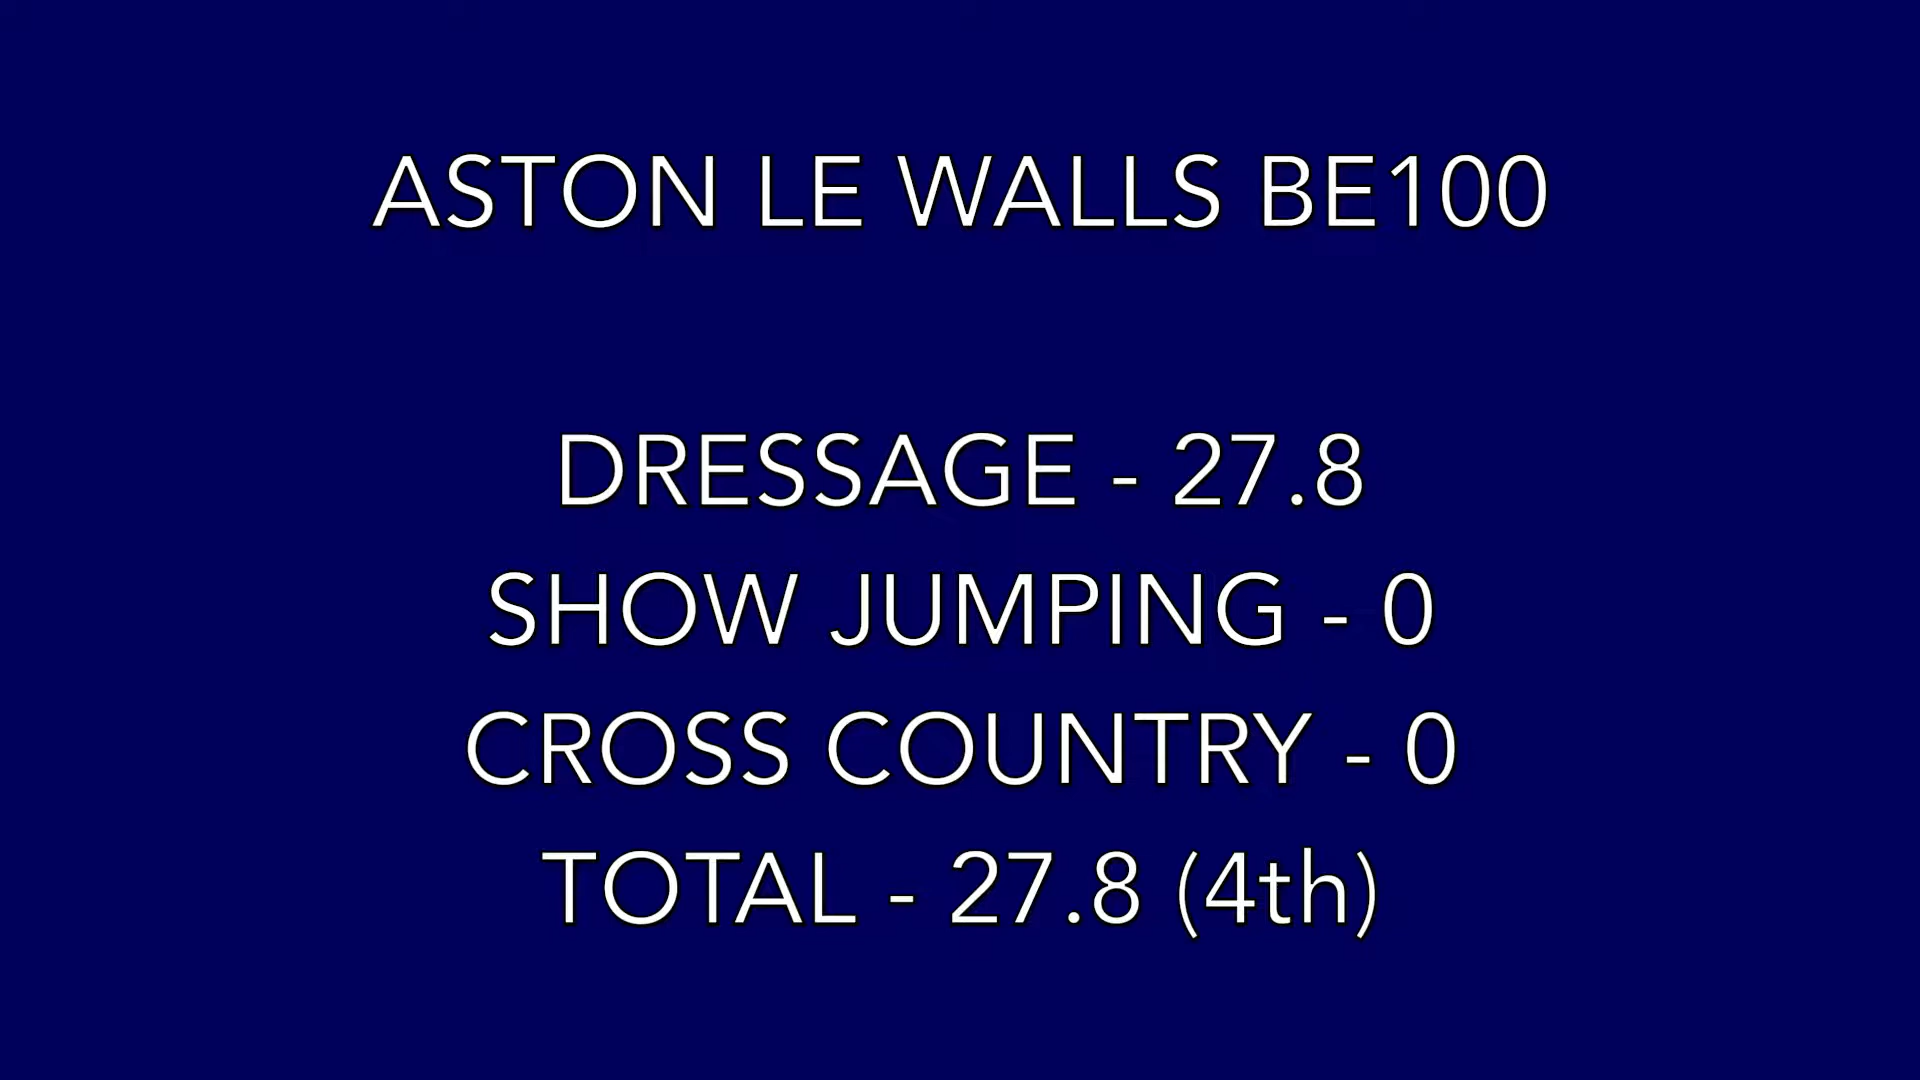 ASTON LE WALLS BE100
DRESSAGE - 27.8
SHOW JUMPING - 0
CROSS COUNTRY - 0
TOTAL - 27.8 (4th)